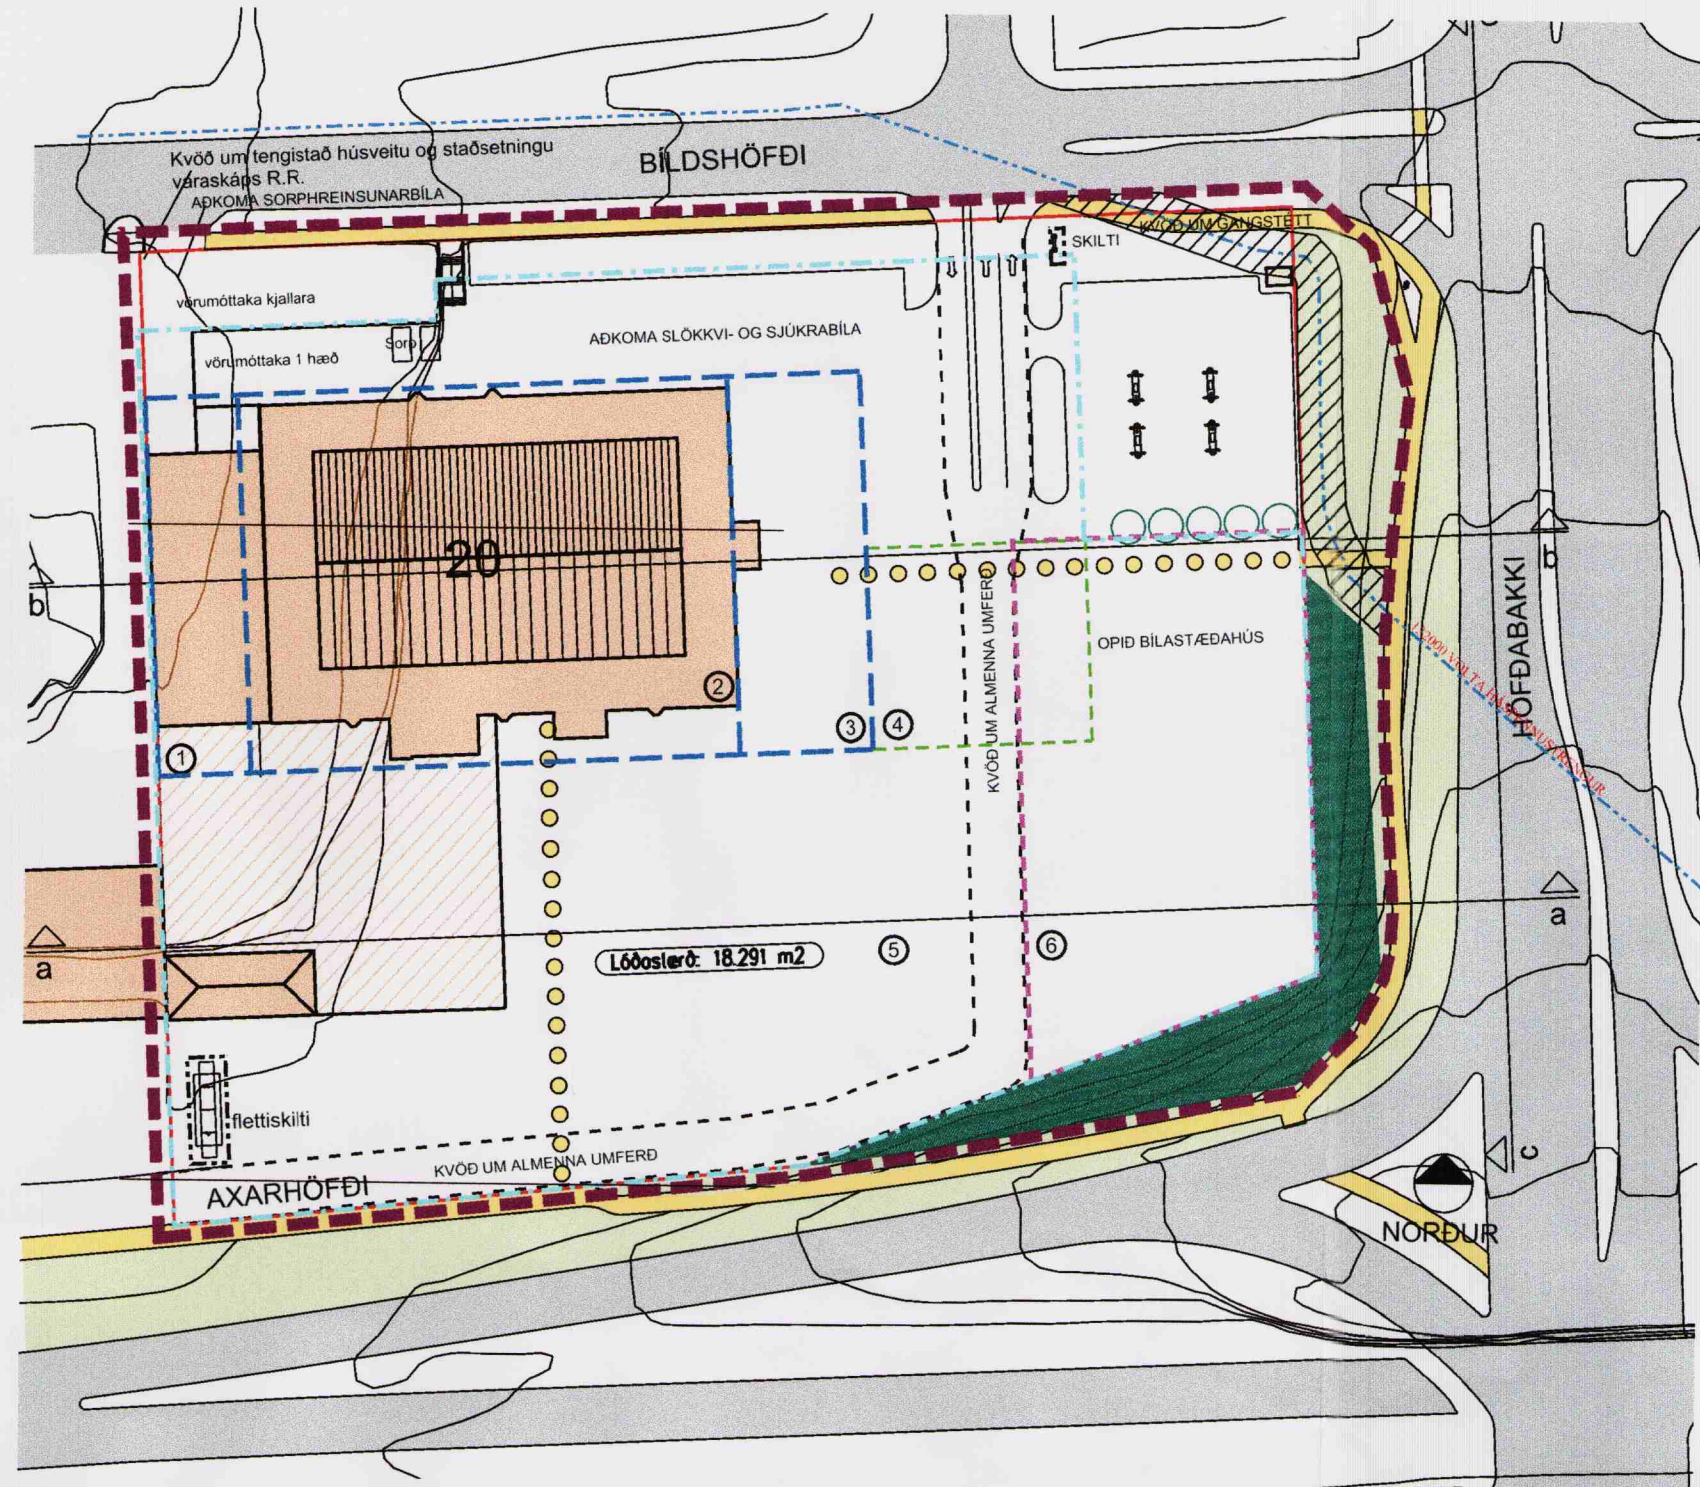 Kvöð um tengistað húsveitu og staðsetningu
varaskáps R.R.
AÐKOMA SORPHREINSUNARBÍLA
BÍLDSHÖFÐI
KVÖÐ UM GANGSTÉTT
SKILTI
vörumóttaka kjallara
Sorp
vörumóttaka 1 hæð
AÐKOMA SLÖKKVI- OG SJÚKRABÍLA
20
b
b
HÖFÐABAKKI
KVÖÐ UM ALMENNA UMFERÐ
OPIÐ BÍLASTÆÐAHÚS
1
2
3
4
Lóðastærð: 18.291 m2
5
6
a
a
flettiskilti
KVÖÐ UM ALMENNA UMFERÐ
AXARHÖFÐI
c
NORÐUR